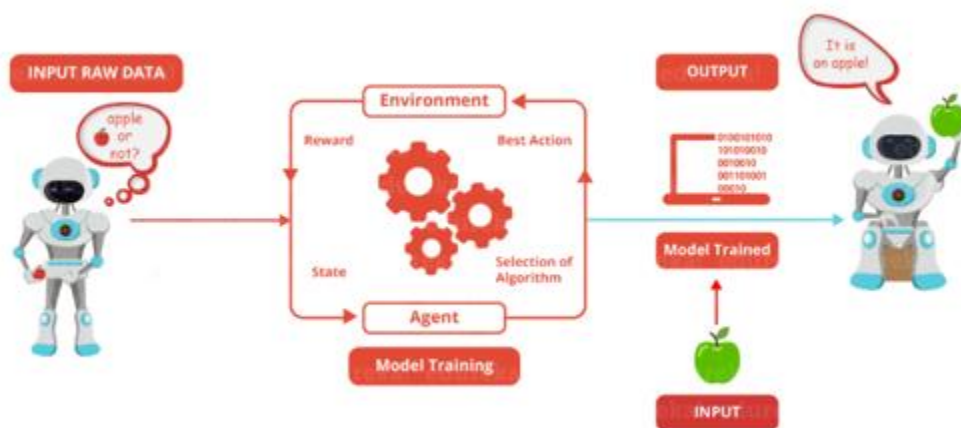 INPUT RAW DATA
apple
or
not?
Environment
Reward
Best Action
State
Selection of
Algorithm
Agent
Model Training
OUTPUT
0100101010
101010010
0010010
001101001
00010
Model Trained
INPUT
It is
an apple!